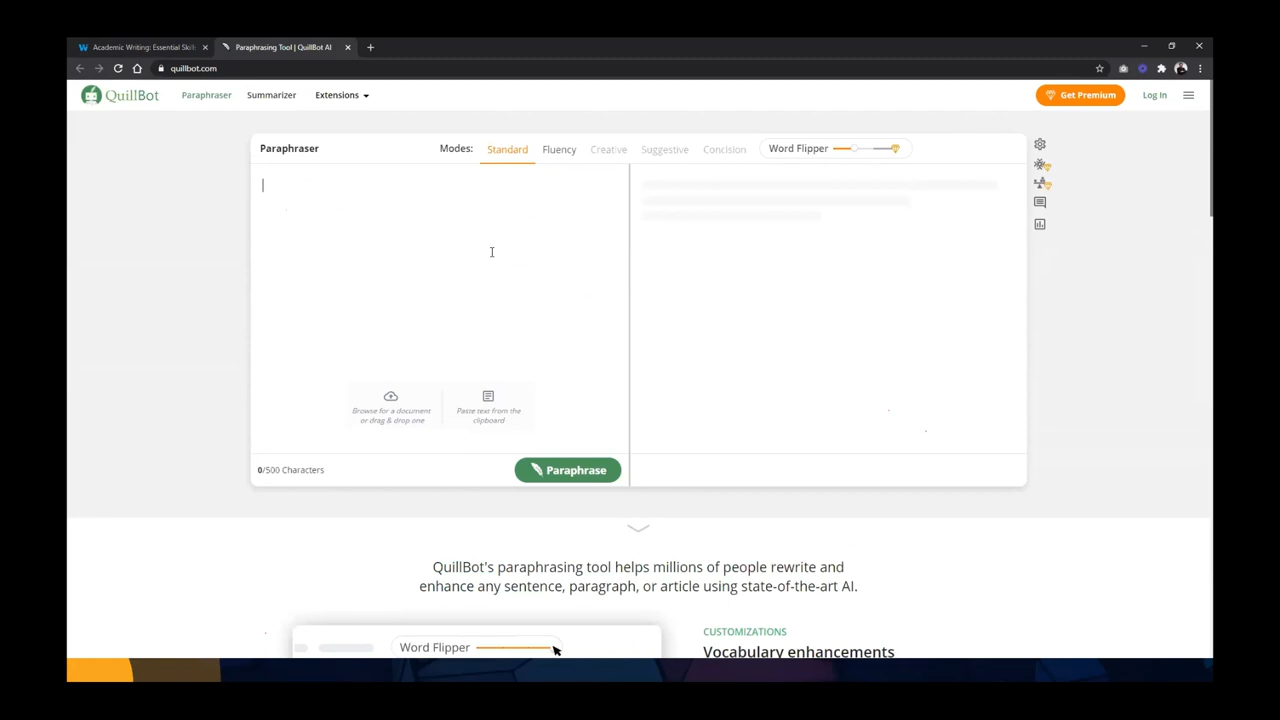 Academic Writing: Essential Skil
Paraphrasing Tool | QuillBot AI
quillbot.com
QuillBot
Paraphraser
Summarizer
Extensions
Get Premium
Log In
Paraphraser
Modes:
Standard
Fluency
Creative
Suggestive
Concision
Word Flipper
Browse for a document
or drag & drop one
Paste text from the
clipboard
0/500 Characters
Paraphrase
QuillBot's paraphrasing tool helps millions of people rewrite and
enhance any sentence, paragraph, or article using state-of-the-art AI.
Word Flipper
CUSTOMIZATIONS
Vocabulary enhancements